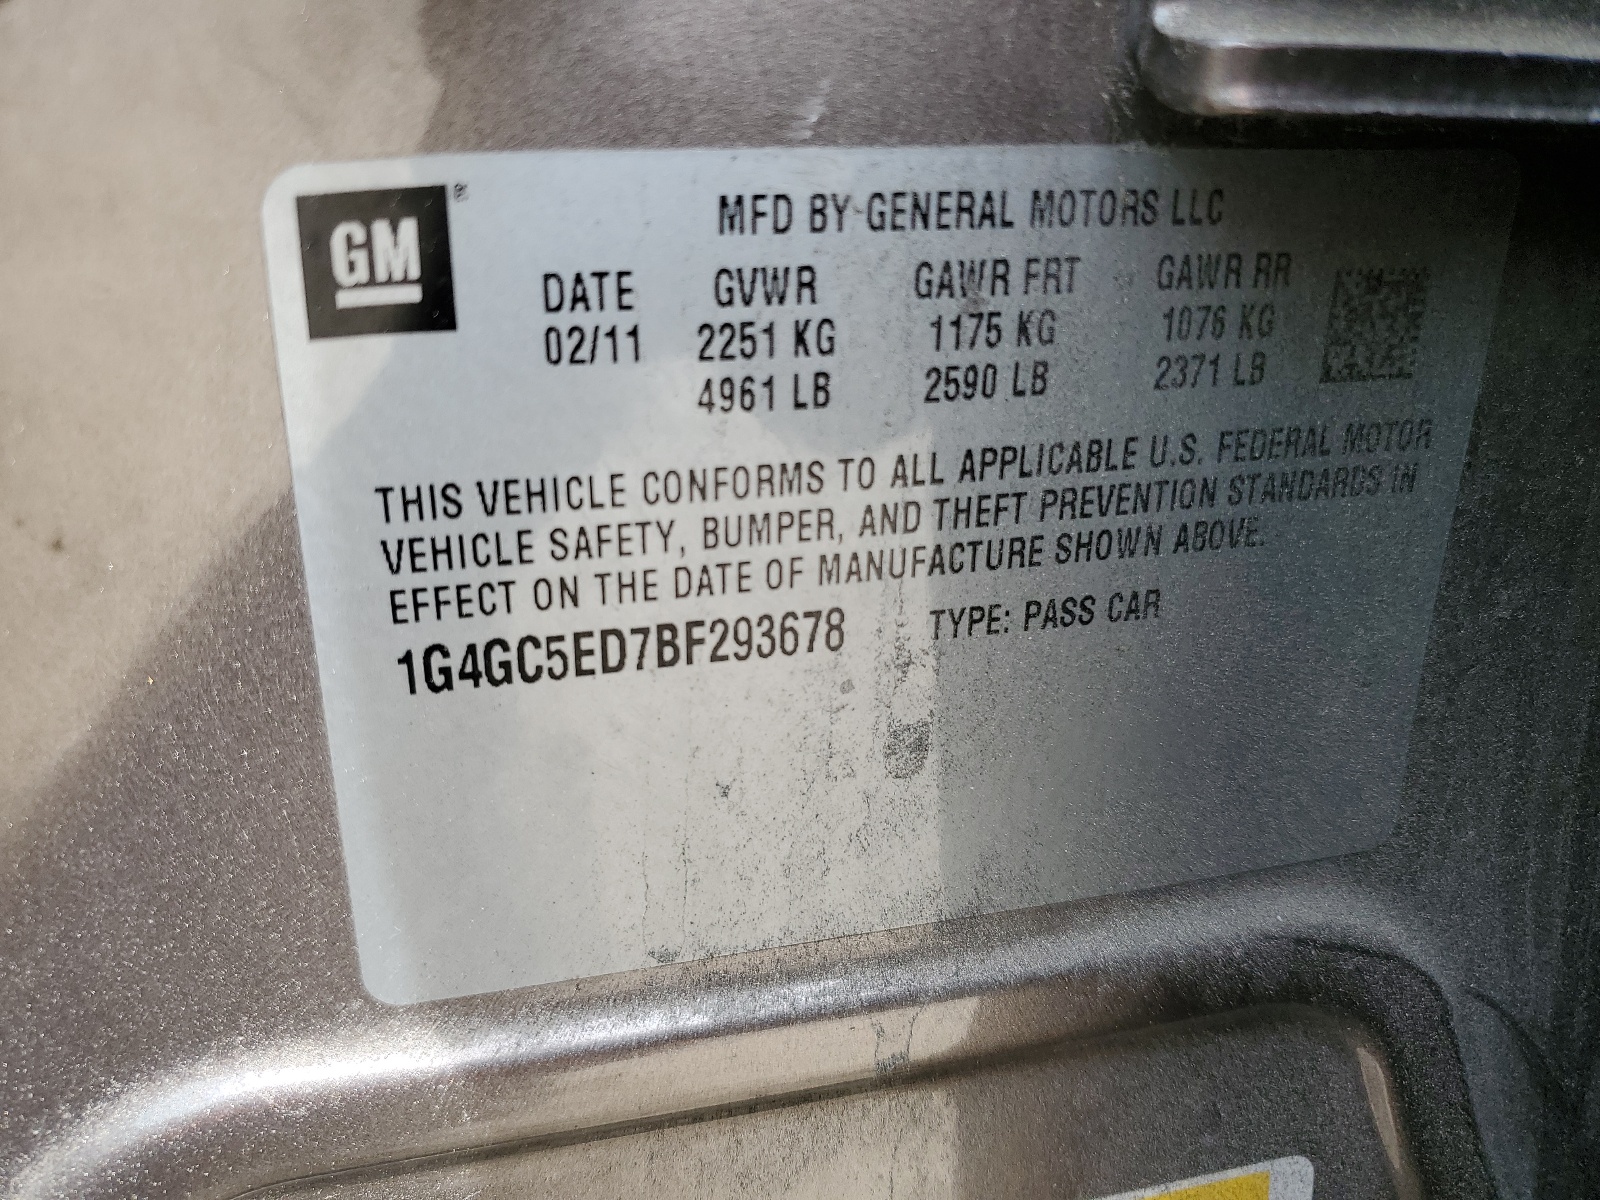 GM ®
MFD BY GENERAL MOTORS LLC
DATE GVWR GAWR FRT GAWR RR
02/11 2251 KG 1175 KG 1076 KG
4961 LB 2590 LB 2371 LB
THIS VEHICLE CONFORMS TO ALL APPLICABLE U.S. FEDERAL MOTOR
VEHICLE SAFETY, BUMPER, AND THEFT PREVENTION STANDARDS IN
EFFECT ON THE DATE OF MANUFACTURE SHOWN ABOVE.
1G4GC5ED7BF293678 TYPE: PASS CAR